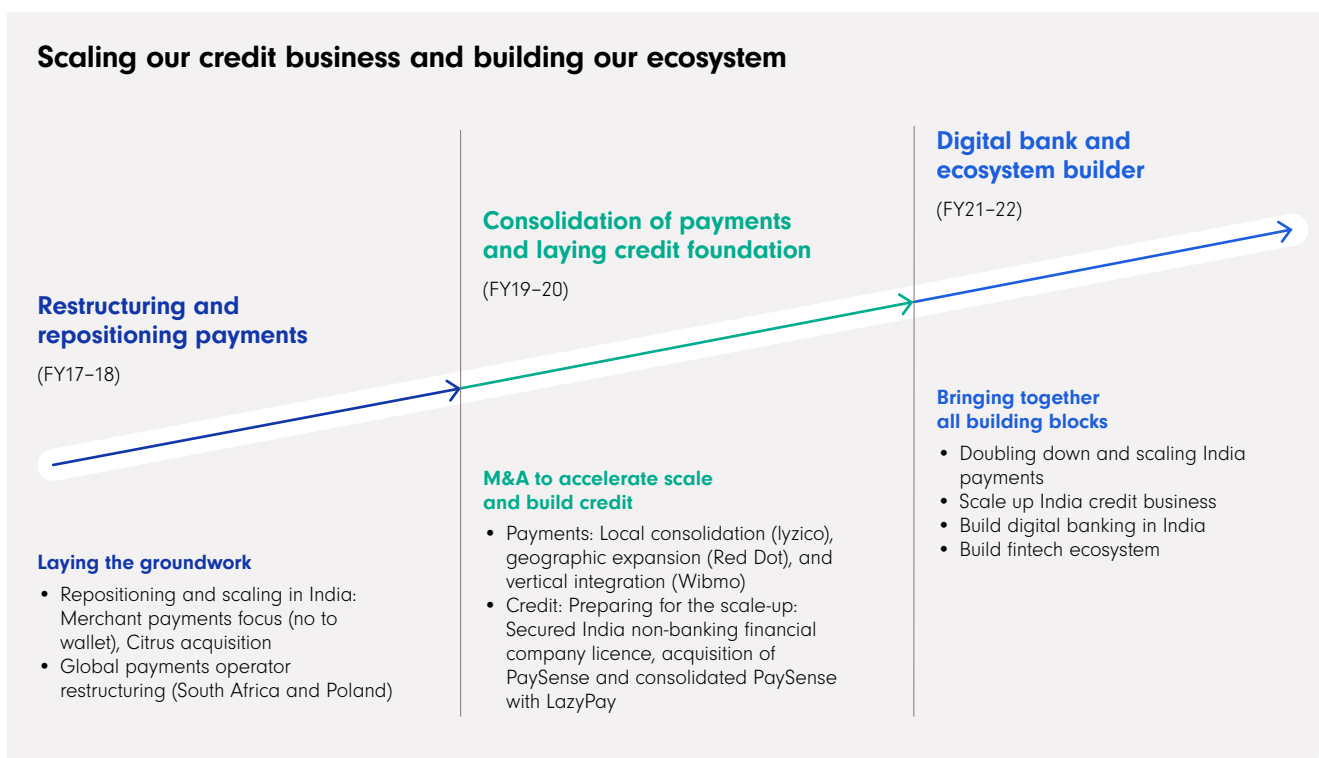 Scaling our credit business and building our ecosystem
Restructuring and
repositioning payments
(FY17–18)
Laying the groundwork
• Repositioning and scaling in India:
Merchant payments focus (no to
wallet), Citrus acquisition
• Global payments operator
restructuring (South Africa and Poland)
Consolidation of payments
and laying credit foundation
(FY19–20)
M&A to accelerate scale
and build credit
• Payments: Local consolidation (lyzico),
geographic expansion (Red Dot), and
vertical integration (Wibmo)
• Credit: Preparing for the scale-up:
Secured India non-banking financial
company licence, acquisition of
PaySense and consolidated PaySense
with LazyPay
Digital bank and
ecosystem builder
(FY21–22)
Bringing together
all building blocks
• Doubling down and scaling India
payments
• Scale up India credit business
• Build digital banking in India
• Build fintech ecosystem